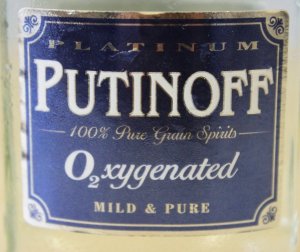 PLATINUM
PUTINOFF
100% Pure Grain Spirits
O2xygenated
MILD & PURE